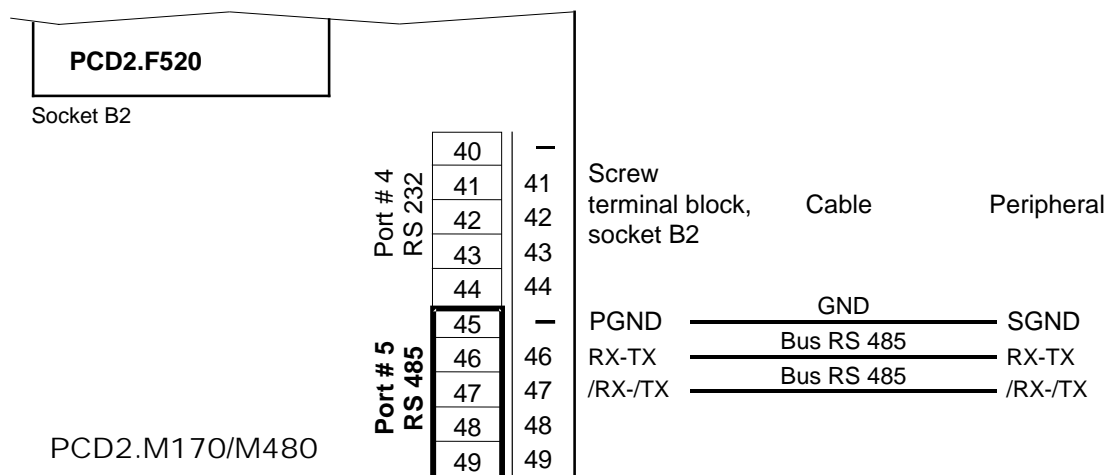 PCD2.F520
Socket B2
Port # 4
RS 232
40 –
41 41
42 42
43 43
44 44
Port # 5
RS 485
45 –
46 46
47 47
48 48
49 49
Screw
terminal block,
socket B2
Cable
Peripheral
PGND GND SGND
RX-TX Bus RS 485 RX-TX
/RX-/TX Bus RS 485 /RX-/TX
PCD2.M170/M480